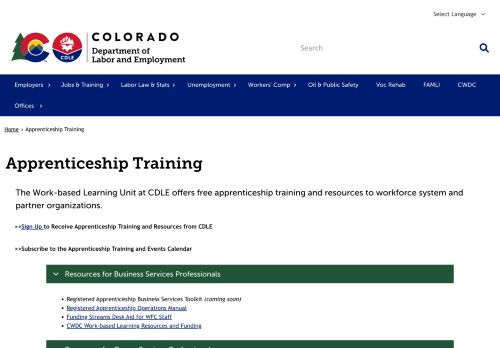 Select Language
COLORADO
Department of
Labor and Employment
CDLE
Search
Employers
Jobs & Training
Labor Law & Stats
Unemployment
Workers' Comp
Oil & Public Safety
Voc Rehab
FAMLI
CWDC
Offices
Home › Apprenticeship Training
Apprenticeship Training
The Work-based Learning Unit at CDLE offers free apprenticeship training and resources to workforce system and
partner organizations.
>>Sign Up to Receive Apprenticeship Training and Resources from CDLE
>>Subscribe to the Apprenticeship Training and Events Calendar
Resources for Business Services Professionals
Registered Apprenticeship Business Services Toolkit (coming soon)
Registered Apprenticeship Operations Manual
Funding Streams Desk Aid for WFC Staff
CWDC Work-based Learning Resources and Funding